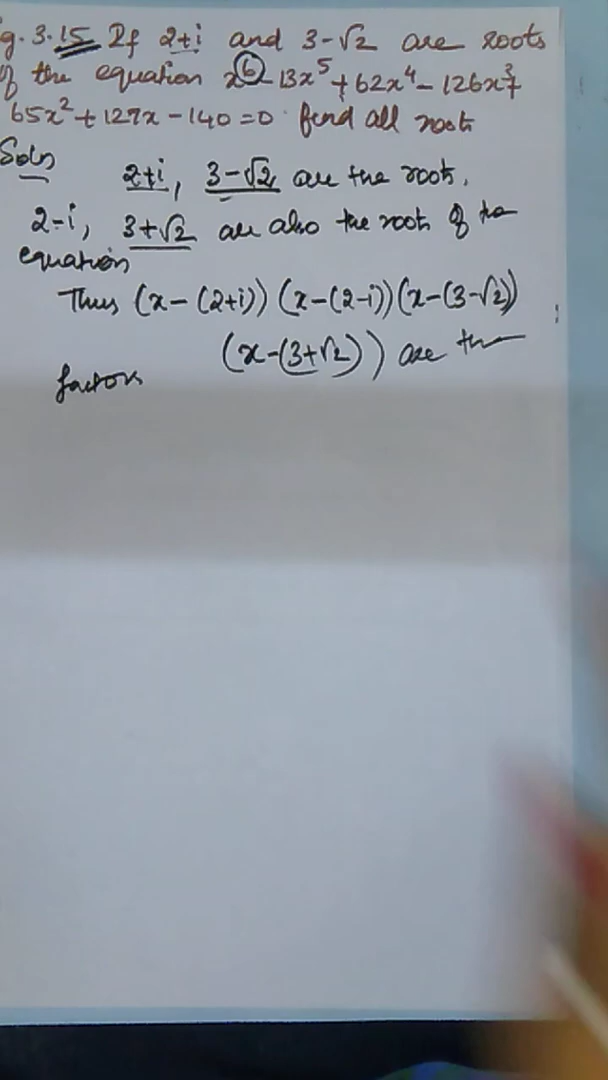 g. 3.15 If 2+i and 3-√2 are roots
of the equation x⁶-13x⁵+62x⁴-126x³+
65x²+127x-140=0 find all roots
Soln
2+i, 3-√2 are the roots.
2-i, 3+√2 are also the roots of the
equation
Thus (x-(2+i)) (x-(2-i)) (x-(3-√2))
(x-(3+√2)) are the
factors